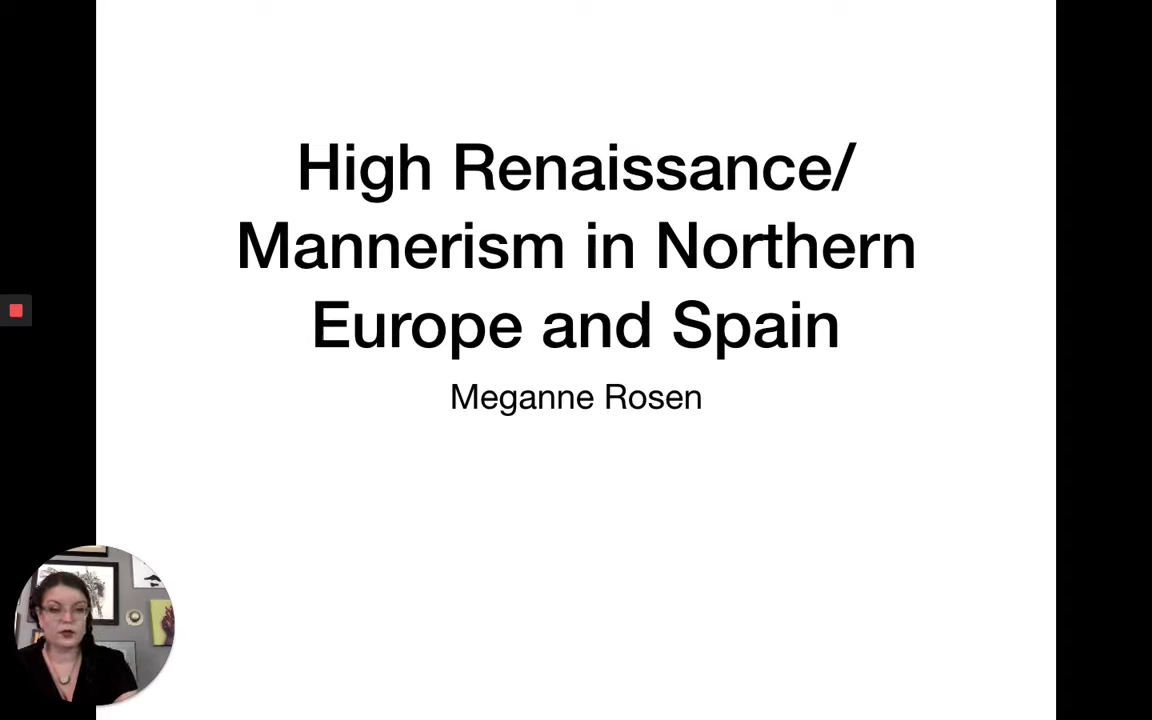 High Renaissance/
Mannerism in Northern
Europe and Spain
Meganne Rosen